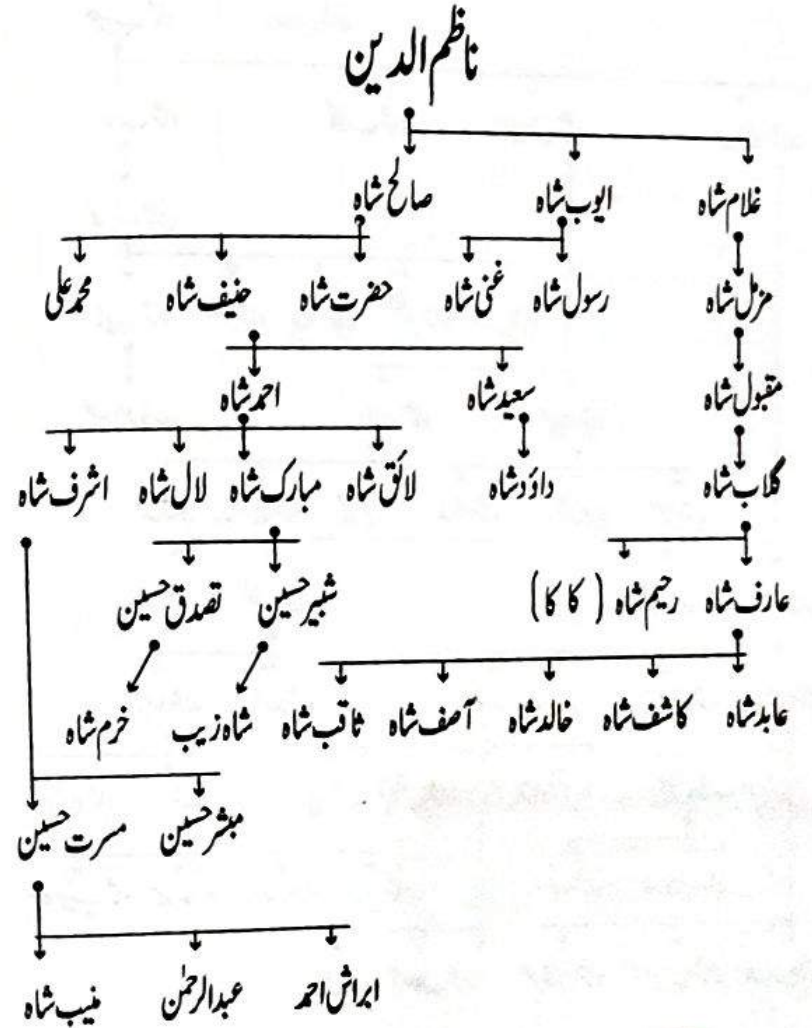 ناظم الدین
غلام شاہ ایوب شاہ صالح شاہ
مزمل شاہ رسول شاہ غنی شاہ حضرت شاہ حنیف شاہ محمد علی
مقبول شاہ سعید شاہ احمد شاہ
گلاب شاہ داؤد شاہ لائق شاہ مبارک شاہ لال شاہ اشرف شاہ
عارف شاہ رحیم شاہ (کاکا) شبیر حسین تصدق حسین
عابد شاہ کاشف شاہ خالد شاہ آصف شاہ ثاقب شاہ شاہ زیب خرم شاہ
مبشر حسین مسرت حسین
ابراش احمد عبدالرحمٰن منیب شاہ